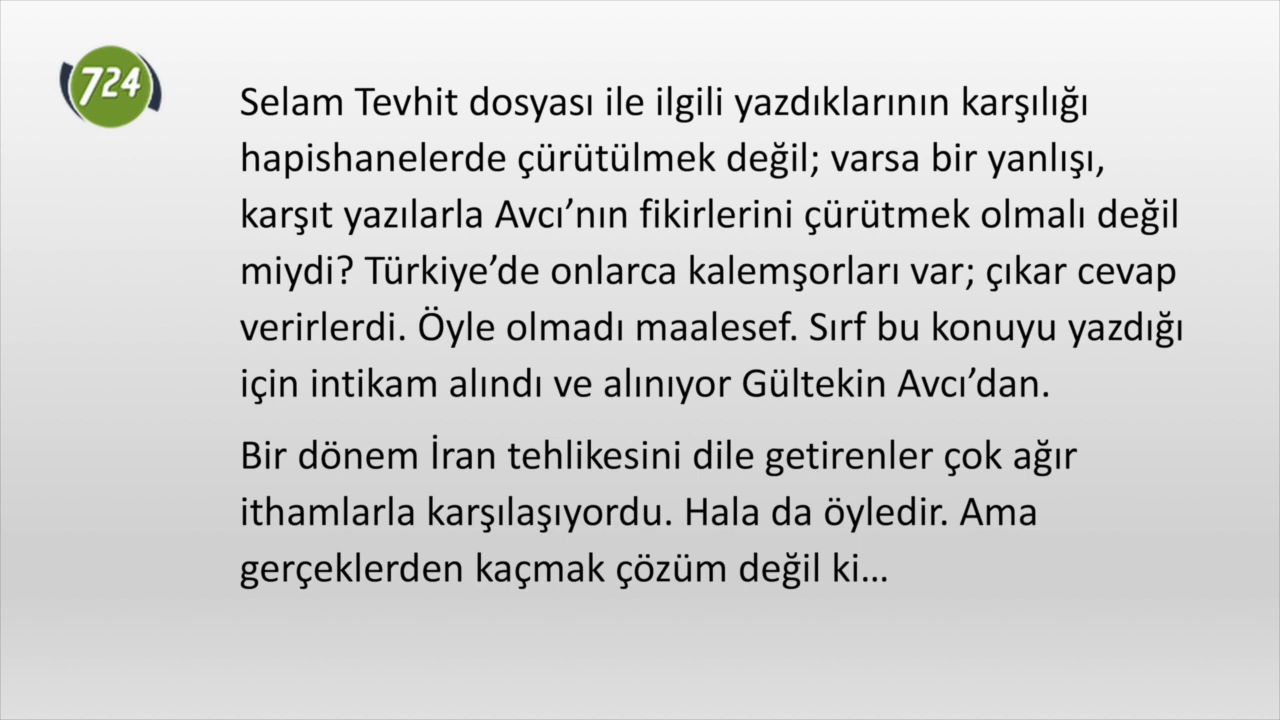 724
Selam Tevhit dosyası ile ilgili yazdıklarının karşılığı
hapishanelerde çürütülmek değil; varsa bir yanlışı,
karşıt yazılarla Avcı’nın fikirlerini çürütmek olmalı değil
miydi? Türkiye’de onlarca kalemşorları var; çıkar cevap
verirlerdi. Öyle olmadı maalesef. Sırf bu konuyu yazdığı
için intikam alındı ve alınıyor Gültekin Avcı’dan.
Bir dönem İran tehlikesini dile getirenler çok ağır
ithamlarla karşılaşıyordu. Hala da öyledir. Ama
gerçeklerden kaçmak çözüm değil ki…